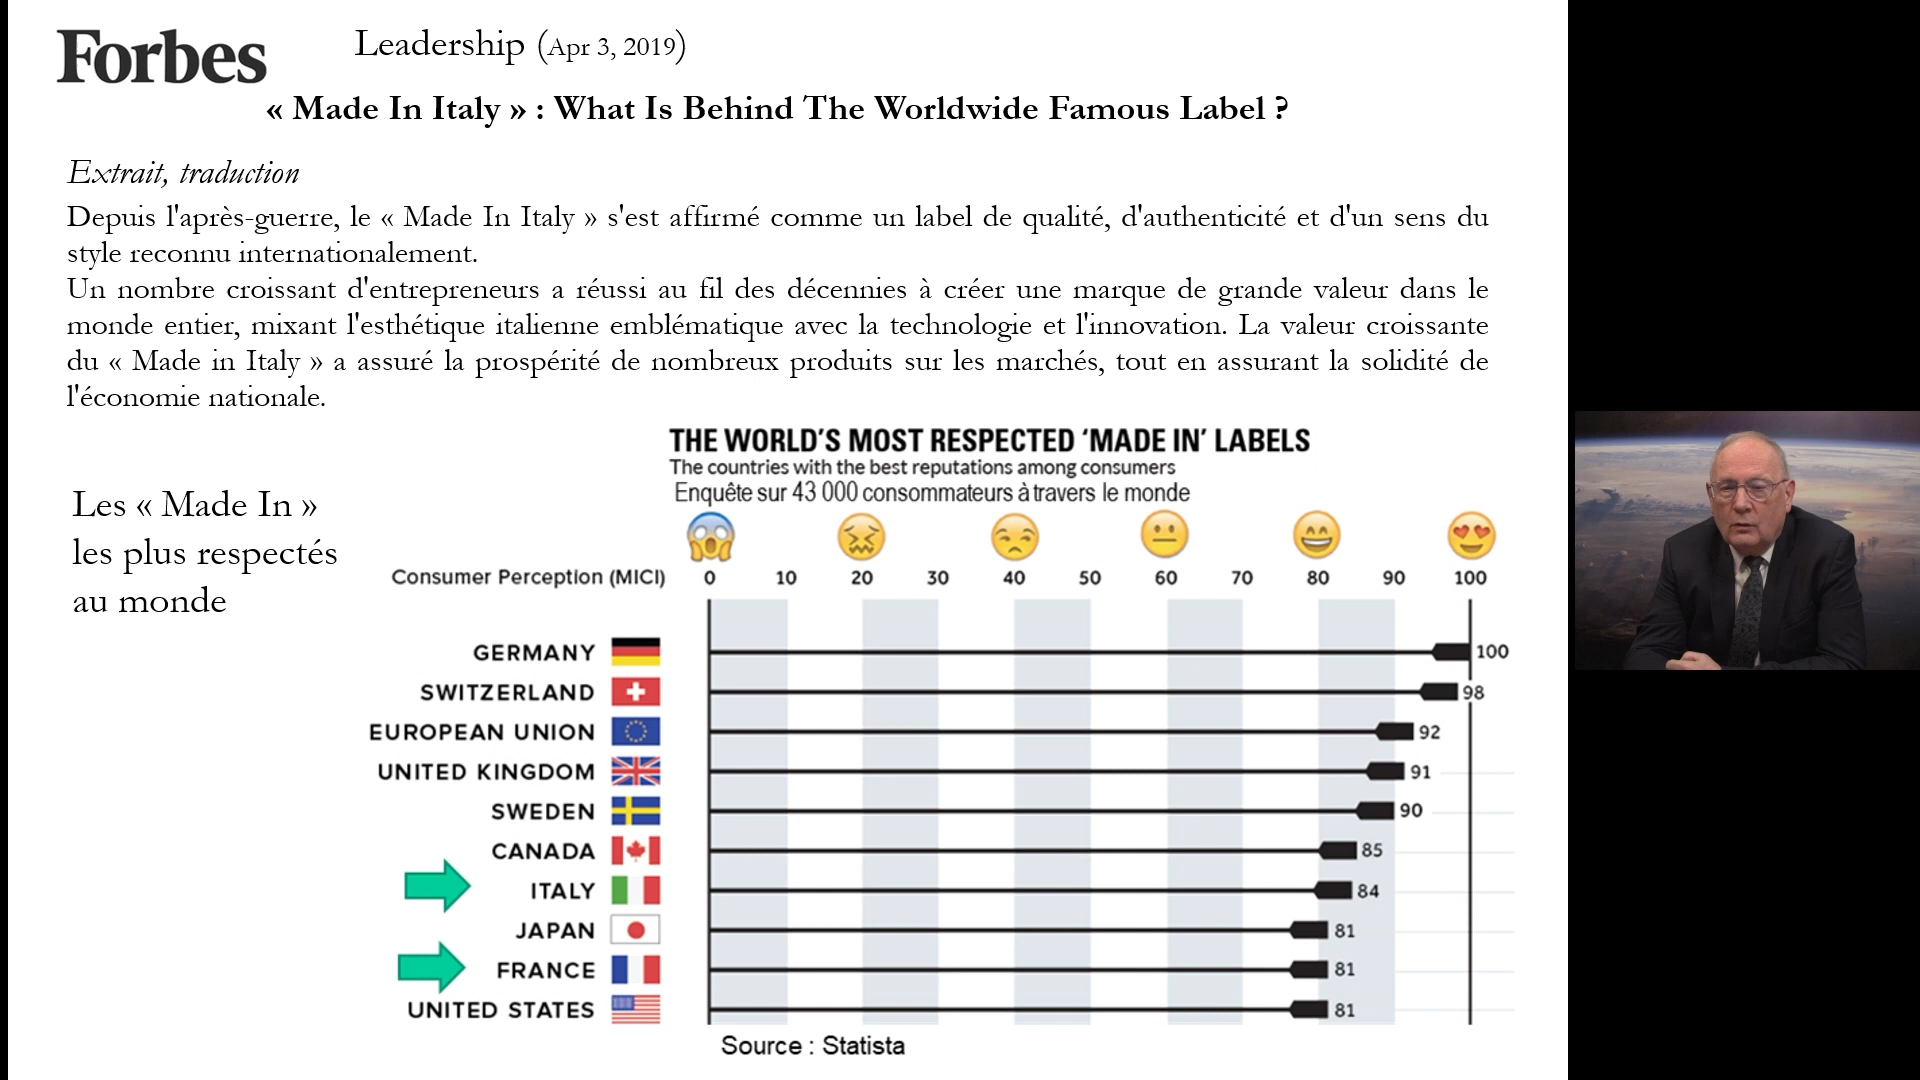 Forbes
Leadership (Apr 3, 2019)
« Made In Italy » : What Is Behind The Worldwide Famous Label ?
Extrait, traduction
Depuis l'après-guerre, le « Made In Italy » s'est affirmé comme un label de qualité, d'authenticité et d'un sens du
style reconnu internationalement.
Un nombre croissant d'entrepreneurs a réussi au fil des décennies à créer une marque de grande valeur dans le
monde entier, mixant l'esthétique italienne emblématique avec la technologie et l'innovation. La valeur croissante
du « Made in Italy » a assuré la prospérité de nombreux produits sur les marchés, tout en assurant la solidité de
l'économie nationale.
Les « Made In »
les plus respectés
au monde
THE WORLD'S MOST RESPECTED 'MADE IN' LABELS
The countries with the best reputations among consumers
Enquête sur 43 000 consommateurs à travers le monde
Consumer Perception (MICI) 0 10 20 30 40 50 60 70 80 90 100
GERMANY 100
SWITZERLAND 98
EUROPEAN UNION 92
UNITED KINGDOM 91
SWEDEN 90
CANADA 85
ITALY 84
JAPAN 81
FRANCE 81
UNITED STATES 81
Source : Statista